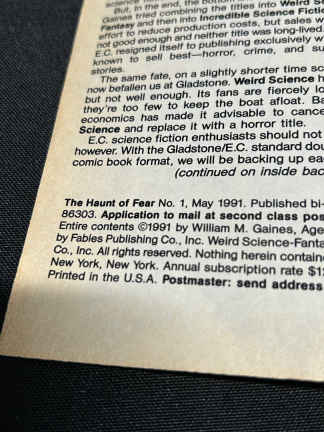 But, in the end, the bottom
Gaines tried combining the titles into Weird S
Fantasy and then into Incredible Science Fictio
effort to reduce production costs, but sales w
not good enough and neither title was long-lived.
E.C. resigned itself to publishing exclusively w
known to sell best—horror, crime, and su
stories.
The same fate, on a slightly shorter time sc
now befallen us at Gladstone. Weird Science h
but not well enough. Its fans are fiercely lo
they're too few to keep the boat afloat. Ba
economics has made it advisable to cance
Science and replace it with a horror title.
E.C. science fiction enthusiasts should not
however. With the Gladstone/E.C. standard dou
comic book format, we will be backing up eac
(continued on inside bac
The Haunt of Fear No. 1, May 1991. Published bi-
86303. Application to mail at second class pos
Entire contents ©1991 by William M. Gaines, Age
by Fables Publishing Co., Inc. Weird Science-Fanta
Co., Inc. All rights reserved. Nothing herein containe
New York, New York. Annual subscription rate $12
Printed in the U.S.A. Postmaster: send address